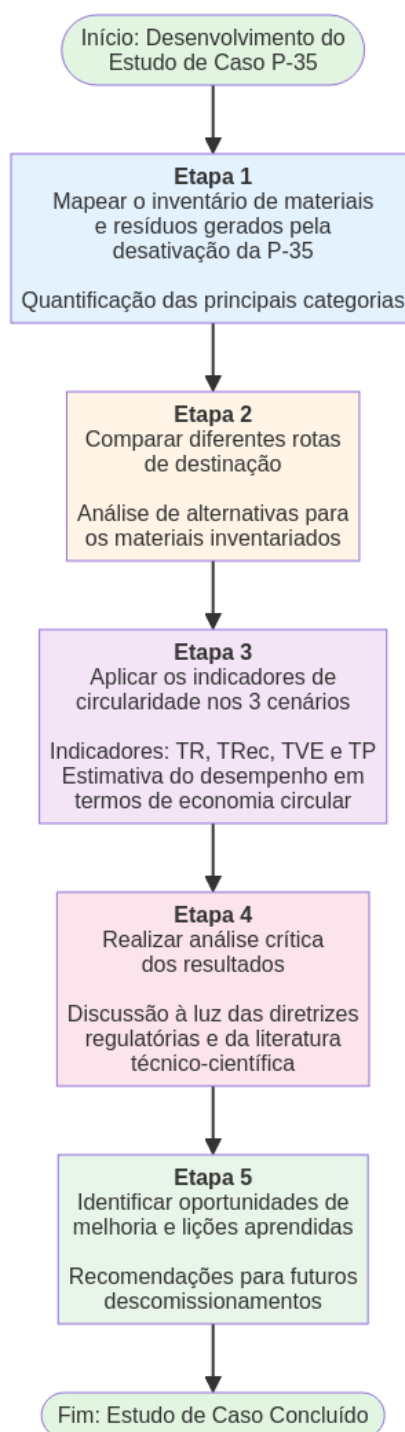 Início: Desenvolvimento do
Estudo de Caso P-35
Etapa 1
Mapear o inventário de materiais
e resíduos gerados pela
desativação da P-35
Quantificação das principais categorias
Etapa 2
Comparar diferentes rotas
de destinação
Análise de alternativas para
os materiais inventariados
Etapa 3
Aplicar os indicadores de
circularidade nos 3 cenários
Indicadores: TR, TRec, TVE e TP
Estimativa do desempenho em
termos de economia circular
Etapa 4
Realizar análise crítica
dos resultados
Discussão à luz das diretrizes
regulatórias e da literatura
técnico-científica
Etapa 5
Identificar oportunidades de
melhoria e lições aprendidas
Recomendações para futuros
descomissionamentos
Fim: Estudo de Caso Concluído